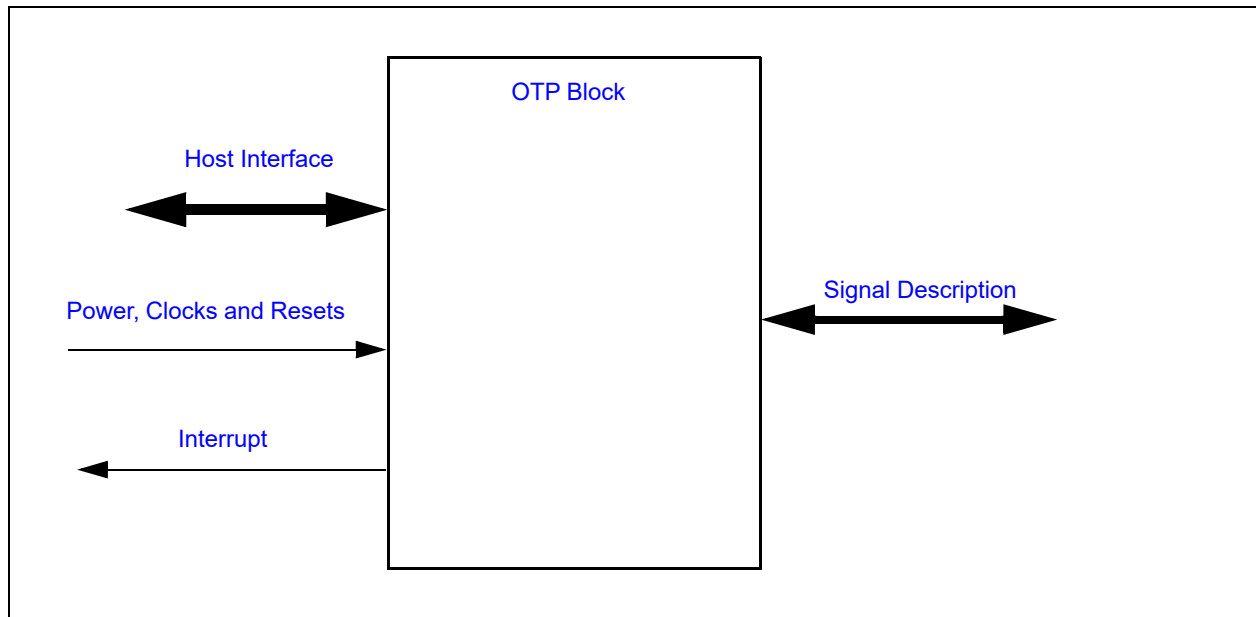 OTP Block
Host Interface
Signal Description
Power, Clocks and Resets
Interrupt